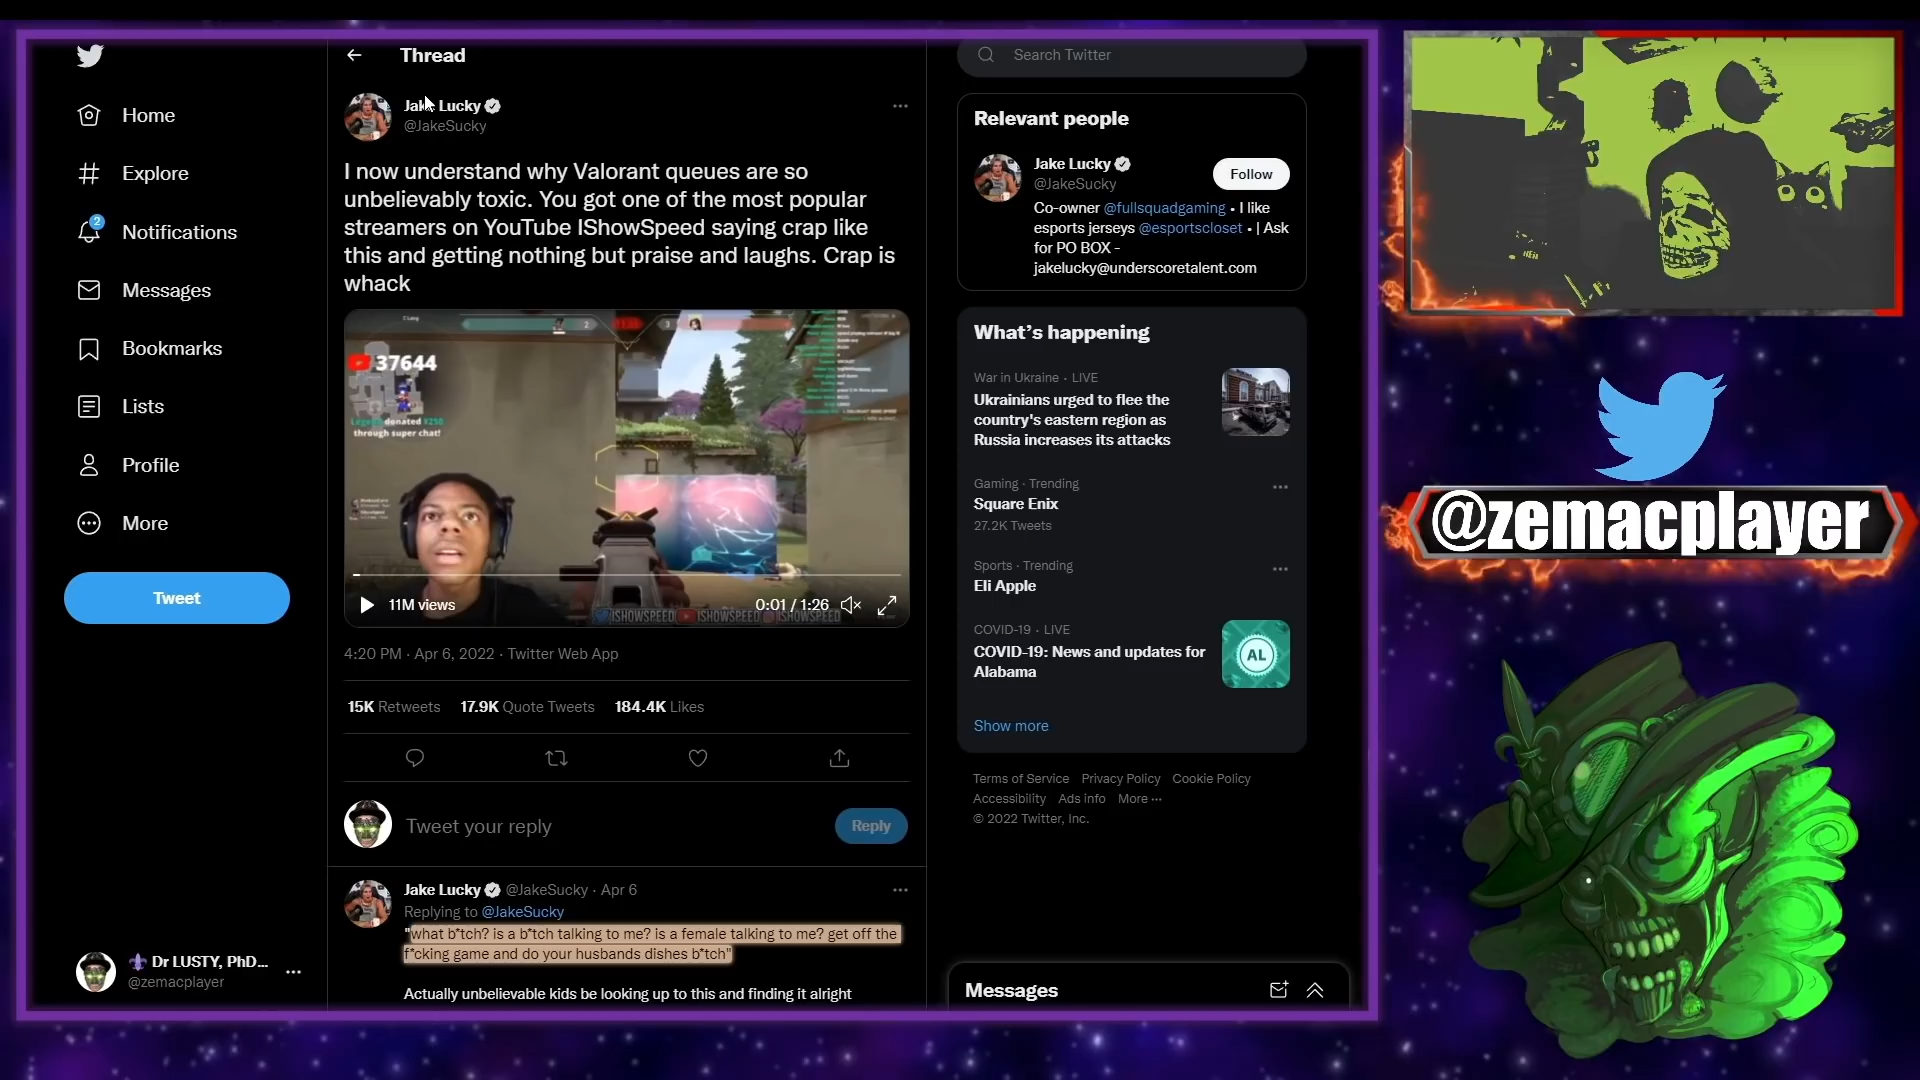 Thread
Search Twitter
Home
Explore
2
Notifications
Messages
Bookmarks
Lists
Profile
More
Tweet
Jake Lucky
@JakeSucky
I now understand why Valorant queues are so
unbelievably toxic. You got one of the most popular
streamers on YouTube IShowSpeed saying crap like
this and getting nothing but praise and laughs. Crap is
whack
2
3
37644
donated
through super chat!
11M views
0:01 / 1:26
ISHOWSPEED ISHOWSPEED ISHOWSPEED
4:20 PM · Apr 6, 2022 · Twitter Web App
15K Retweets 17.9K Quote Tweets 184.4K Likes
Tweet your reply
Reply
Jake Lucky @JakeSucky · Apr 6
Replying to @JakeSucky
"what b*tch? is a b*tch talking to me? is a female talking to me? get off the
f*cking game and do your husbands dishes b*tch"
Actually unbelievable kids be looking up to this and finding it alright
Dr LUSTY, PhD...
@zemacplayer
Relevant people
Jake Lucky
@JakeSucky
Follow
Co-owner @fullsquadgaming • I like
esports jerseys @esportscloset • | Ask
for PO BOX -
jakelucky@underscoretalent.com
What's happening
War in Ukraine · LIVE
Ukrainians urged to flee the
country's eastern region as
Russia increases its attacks
Gaming · Trending
Square Enix
27.2K Tweets
Sports · Trending
Eli Apple
COVID-19 · LIVE
COVID-19: News and updates for
Alabama
AL
Show more
Terms of Service Privacy Policy Cookie Policy
Accessibility Ads info More ···
© 2022 Twitter, Inc.
Messages
@zemacplayer